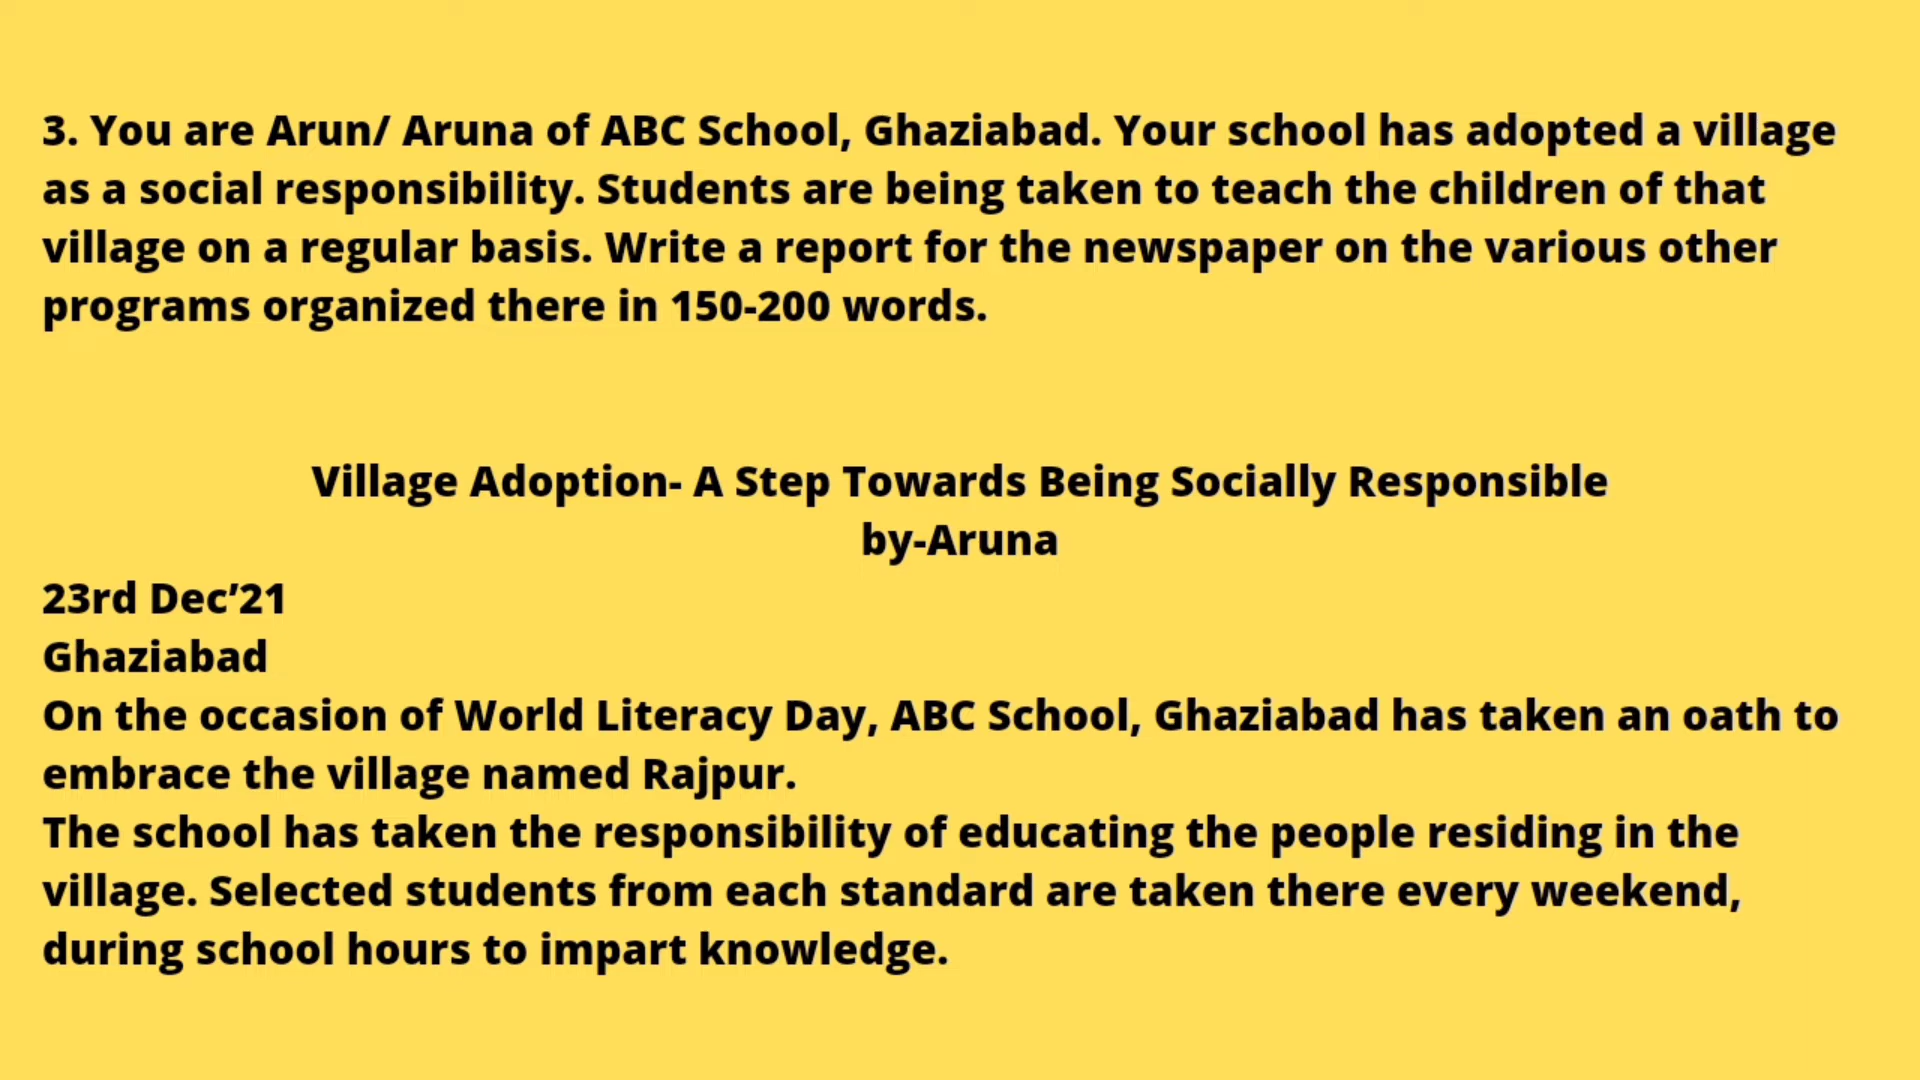 3. You are Arun/ Aruna of ABC School, Ghaziabad. Your school has adopted a village
as a social responsibility. Students are being taken to teach the children of that
village on a regular basis. Write a report for the newspaper on the various other
programs organized there in 150-200 words.
Village Adoption- A Step Towards Being Socially Responsible
by-Aruna
23rd Dec’21
Ghaziabad
On the occasion of World Literacy Day, ABC School, Ghaziabad has taken an oath to
embrace the village named Rajpur.
The school has taken the responsibility of educating the people residing in the
village. Selected students from each standard are taken there every weekend,
during school hours to impart knowledge.